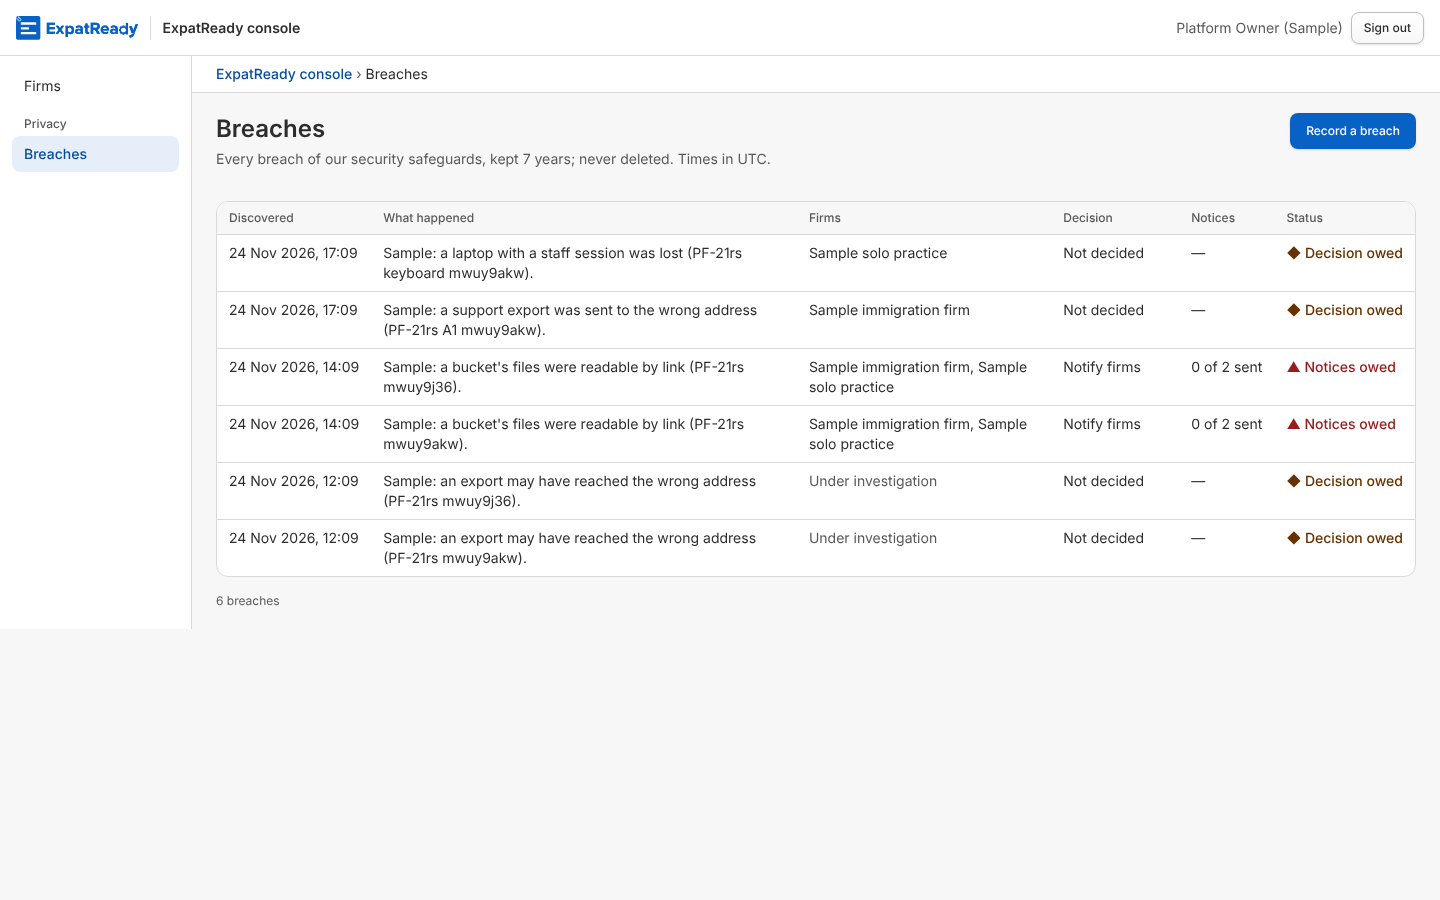 ExpatReady
ExpatReady console
Platform Owner (Sample)
Sign out
Firms
Privacy
Breaches
ExpatReady console › Breaches
Breaches
Record a breach
Every breach of our security safeguards, kept 7 years; never deleted. Times in UTC.
Discovered What happened Firms Decision Notices Status
24 Nov 2026, 17:09 Sample: a laptop with a staff session was lost (PF-21rs keyboard mwuy9akw). Sample solo practice Not decided — ◆ Decision owed
24 Nov 2026, 17:09 Sample: a support export was sent to the wrong address (PF-21rs A1 mwuy9akw). Sample immigration firm Not decided — ◆ Decision owed
24 Nov 2026, 14:09 Sample: a bucket's files were readable by link (PF-21rs mwuy9j36). Sample immigration firm, Sample solo practice Notify firms 0 of 2 sent ▲ Notices owed
24 Nov 2026, 14:09 Sample: a bucket's files were readable by link (PF-21rs mwuy9akw). Sample immigration firm, Sample solo practice Notify firms 0 of 2 sent ▲ Notices owed
24 Nov 2026, 12:09 Sample: an export may have reached the wrong address (PF-21rs mwuy9j36). Under investigation Not decided — ◆ Decision owed
24 Nov 2026, 12:09 Sample: an export may have reached the wrong address (PF-21rs mwuy9akw). Under investigation Not decided — ◆ Decision owed
6 breaches